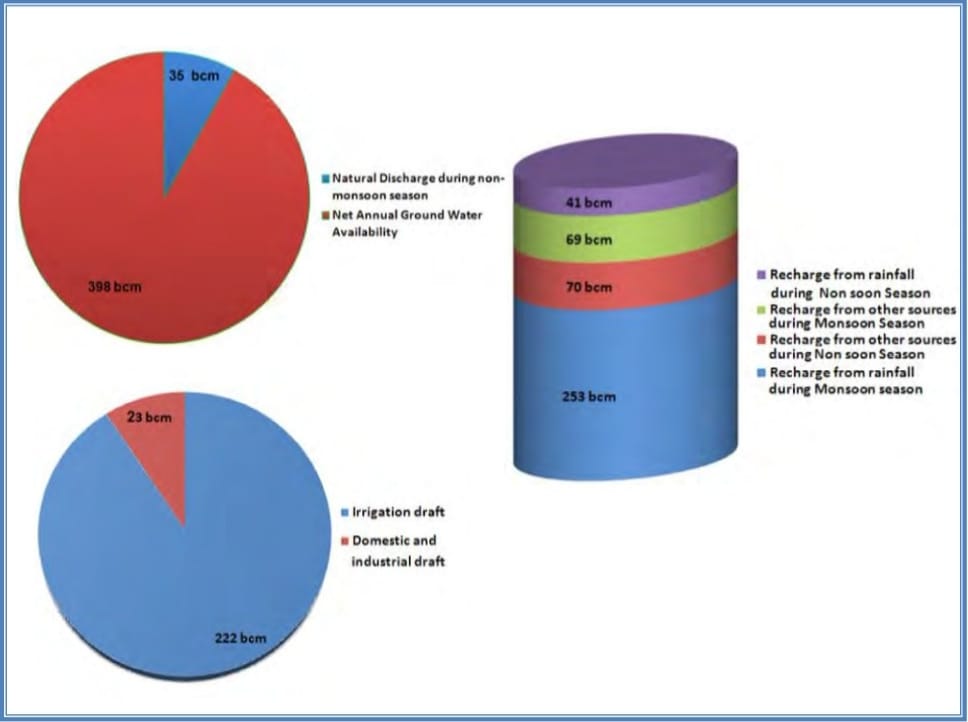 35 bcm
398 bcm
Natural Discharge during non-
monsoon season
Net Annual Ground Water
Availability
41 bcm
69 bcm
70 bcm
253 bcm
Recharge from rainfall
during Non soon Season
Recharge from other sources
during Monsoon Season
Recharge from other sources
during Non soon Season
Recharge from rainfall
during Monsoon season
23 bcm
222 bcm
Irrigation draft
Domestic and
industrial draft